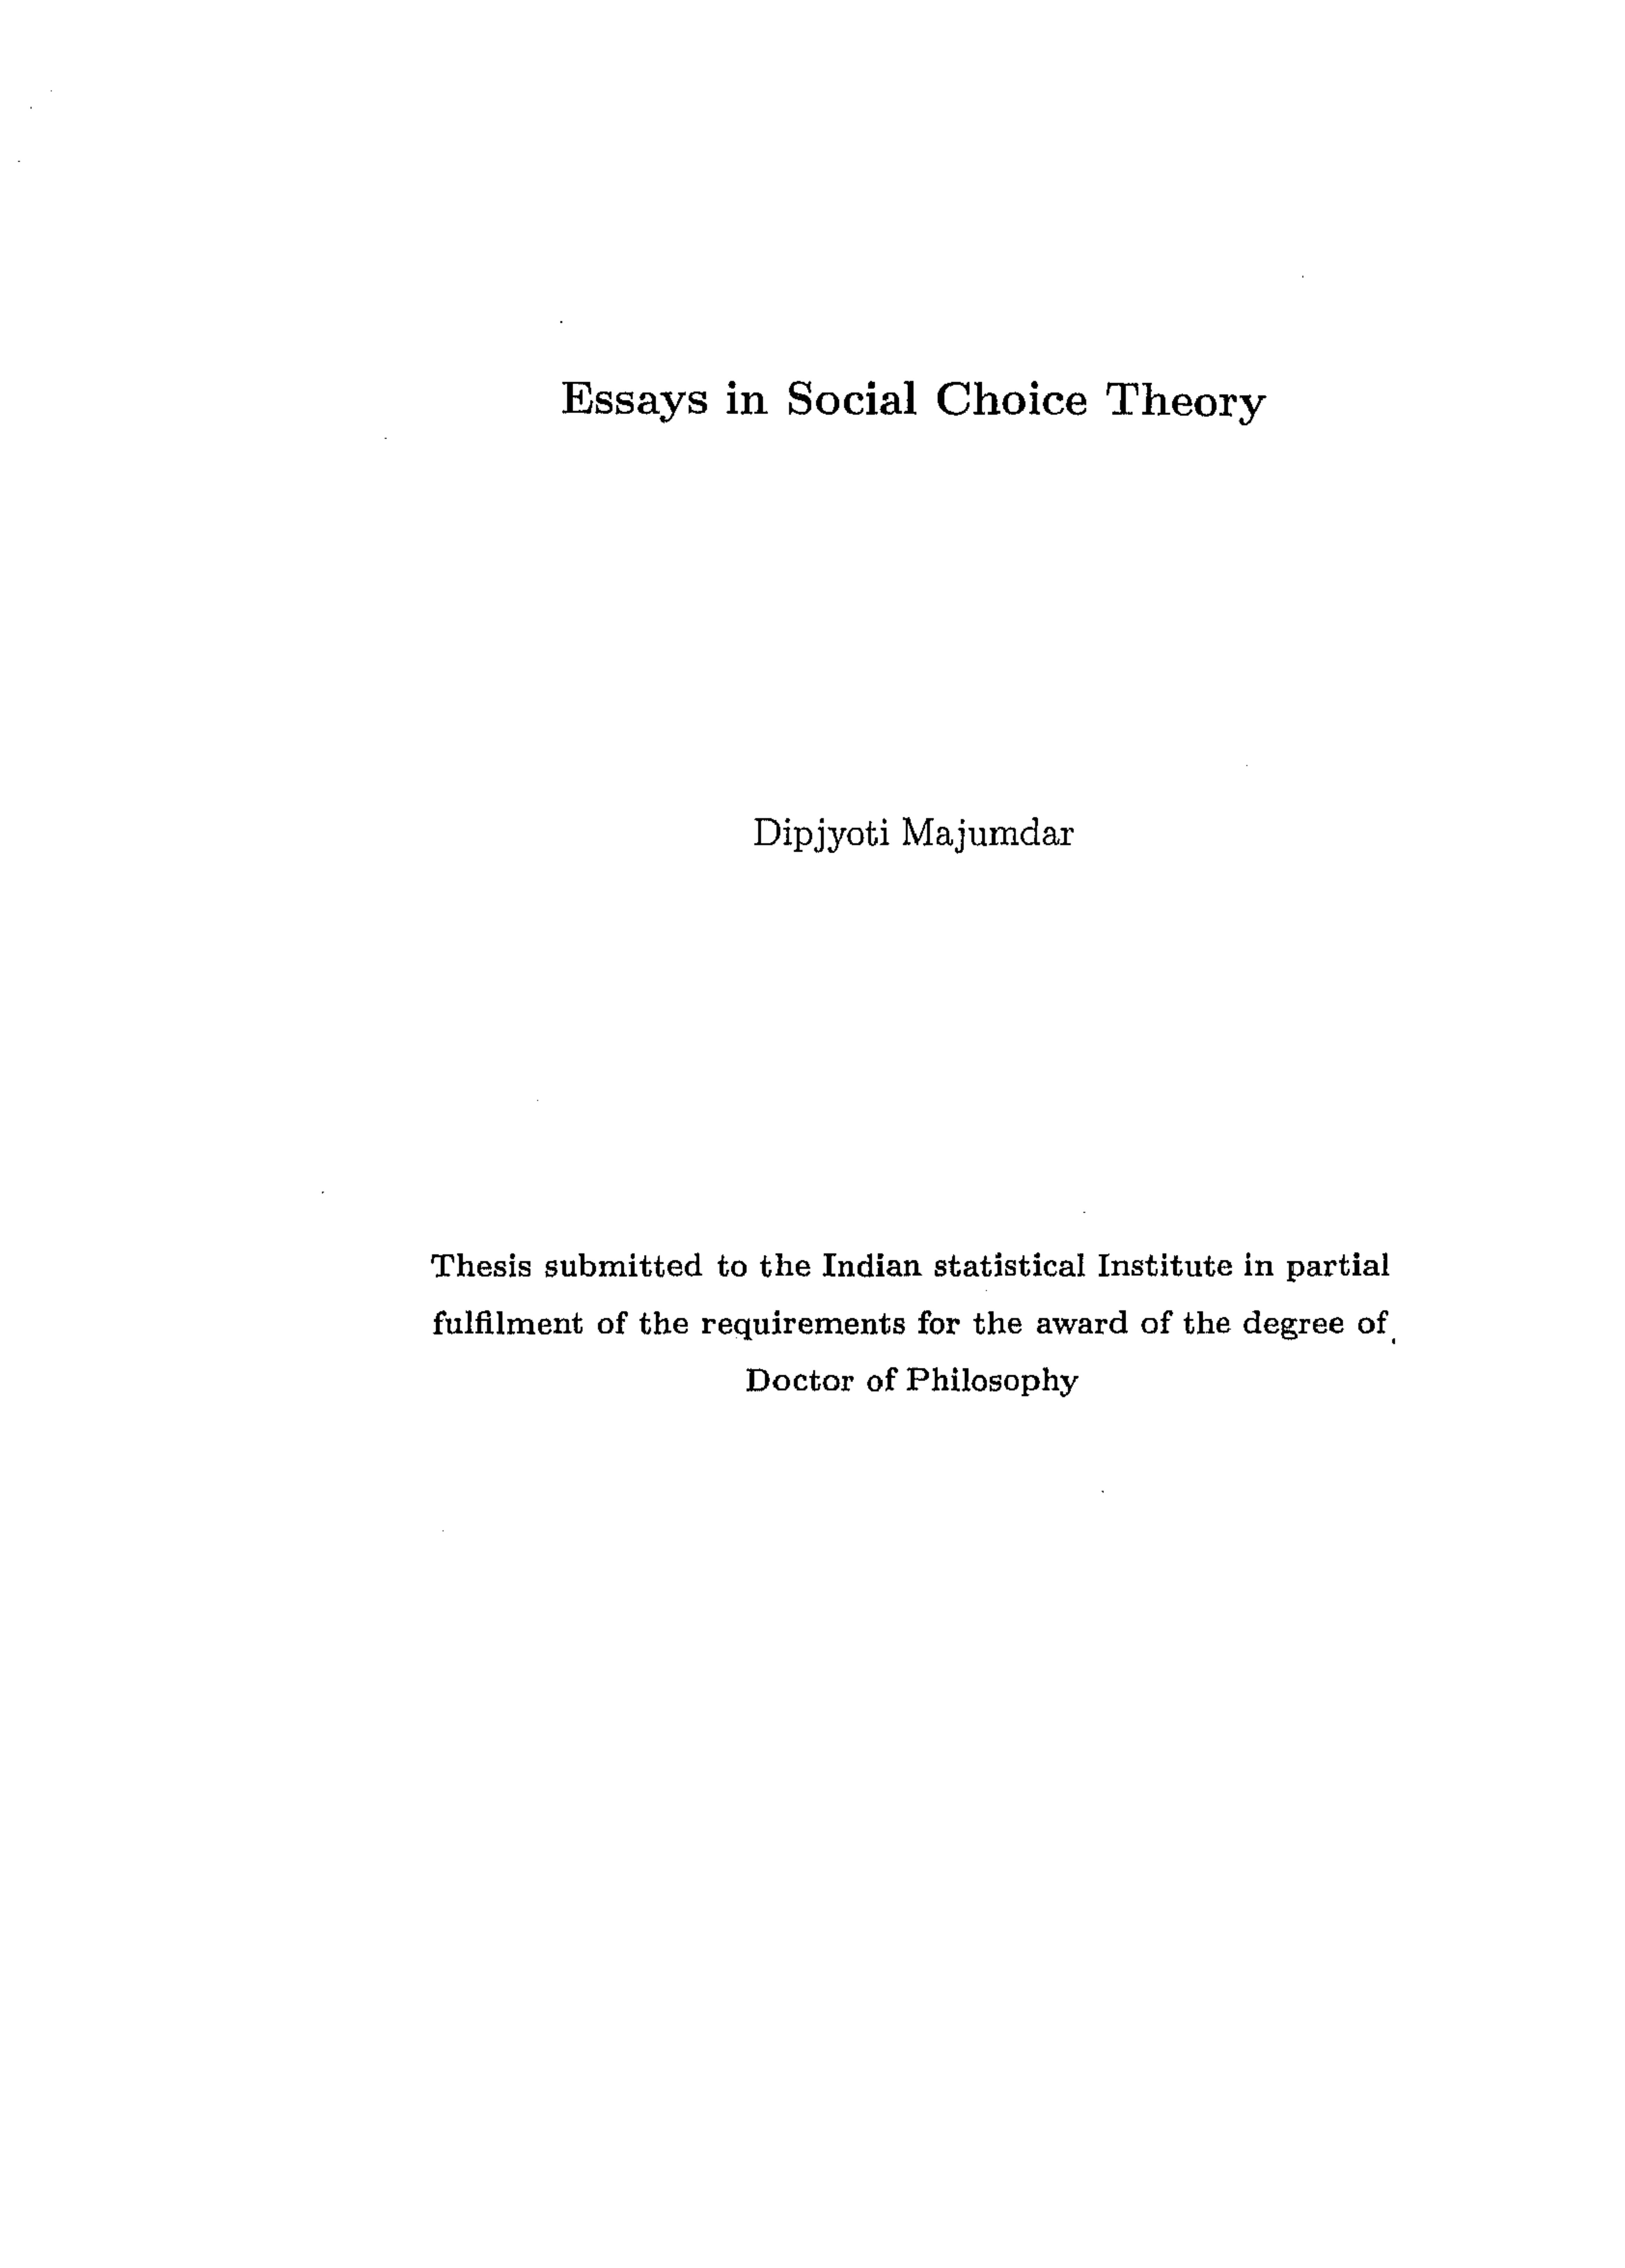 Essays in Social Choice Theory
Dipjyoti Majumdar
Thesis submitted to the Indian statistical Institute in partial
fulfilment of the requirements for the award of the degree of
Doctor of Philosophy